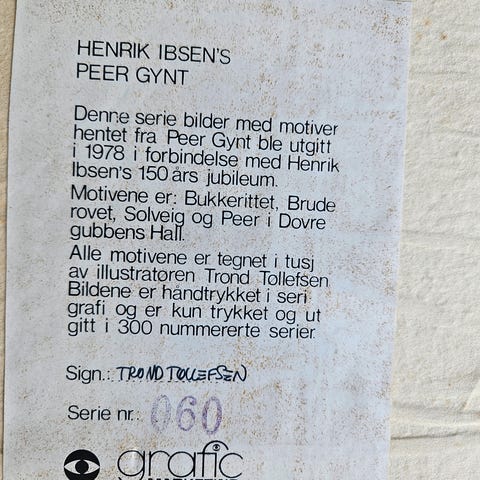 HENRIK IBSEN'S
PEER GYNT
Denne serie bilder med motiver
hentet fra Peer Gynt ble utgitt
i 1978 i forbindelse med Henrik
Ibsen's 150 års jubileum.
Motivene er: Bukkerittet, Brude
rovet, Solveig og Peer i Dovre
gubbens Hall.
Alle motivene er tegnet i tusj
av illustratøren Trond Tøllefsen.
Bildene er håndtrykket i seri
grafi og er kun trykket og ut
gitt i 300 nummererte serier.
Sign.: TROND TOLLEFSEN
Serie nr.: 060
grafic